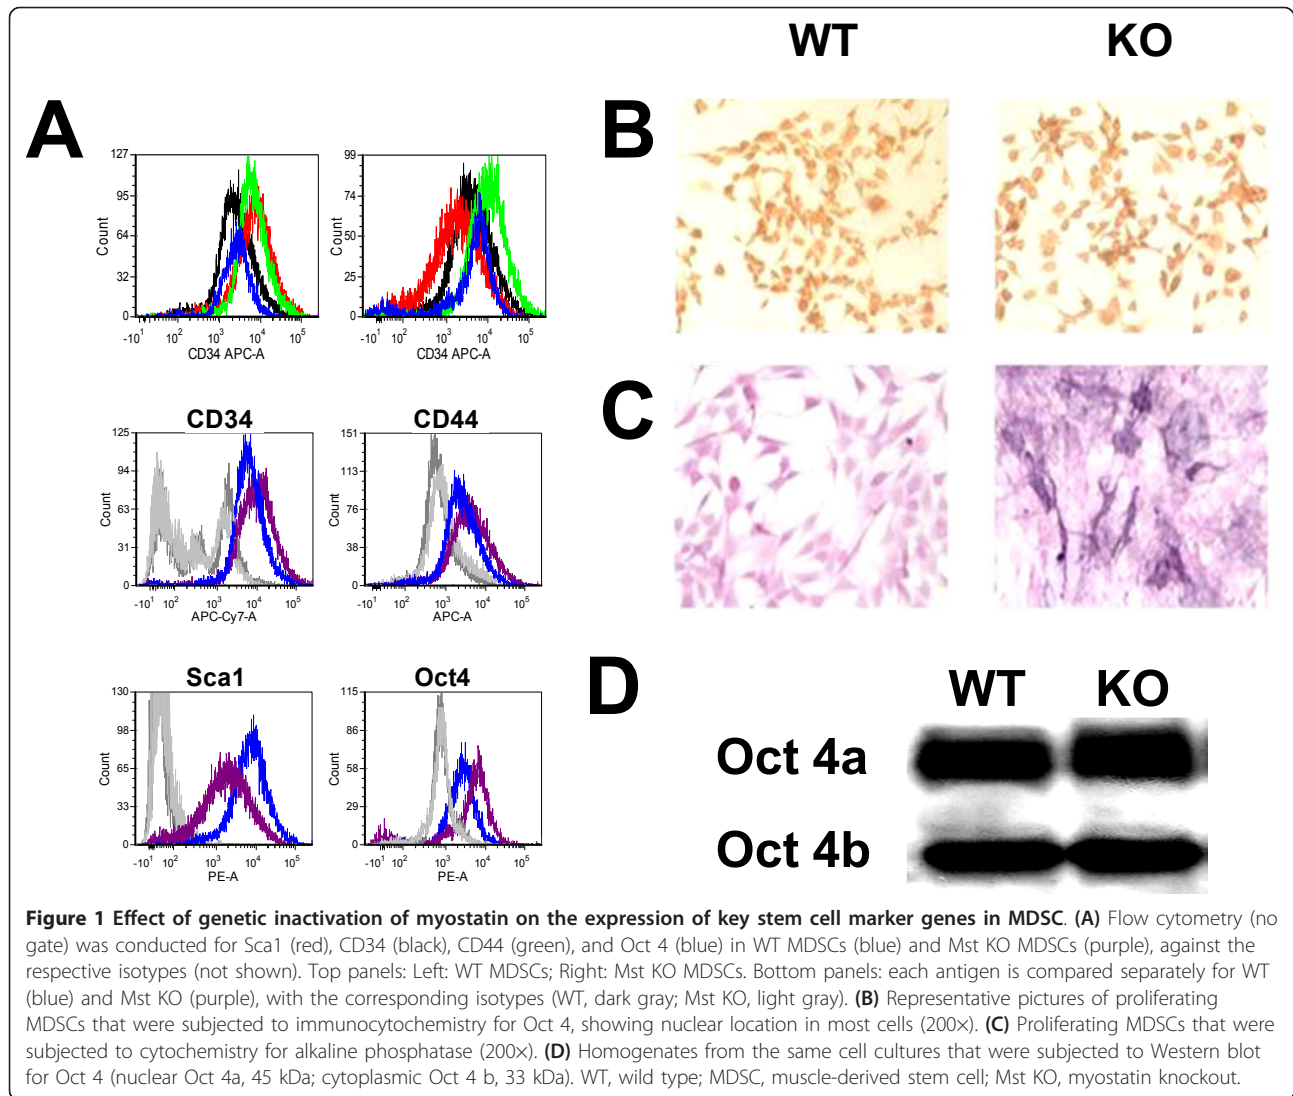 WT KO
A
B
127
95
64
32
0
Count
-10¹ 10² 10³ 10⁴ 10⁵
CD34 APC-A
99
74
50
25
0
Count
-10¹ 10² 10³ 10⁴ 10⁵
CD34 APC-A
C
CD34
125
94
63
31
0
Count
-10¹ 10² 10³ 10⁴ 10⁵
APC-Cy7-A
CD44
151
113
76
38
0
Count
-10¹ 10² 10³ 10⁴ 10⁵
APC-A
Sca1
130
98
65
33
0
Count
-10¹ 10² 10³ 10⁴ 10⁵
PE-A
Oct4
115
86
58
29
0
Count
-10¹ 10² 10³ 10⁴ 10⁵
PE-A
D
WT KO
Oct 4a
Oct 4b
Figure 1 Effect of genetic inactivation of myostatin on the expression of key stem cell marker genes in MDSC. (A) Flow cytometry (no
gate) was conducted for Sca1 (red), CD34 (black), CD44 (green), and Oct 4 (blue) in WT MDSCs (blue) and Mst KO MDSCs (purple), against the
respective isotypes (not shown). Top panels: Left: WT MDSCs; Right: Mst KO MDSCs. Bottom panels: each antigen is compared separately for WT
(blue) and Mst KO (purple), with the corresponding isotypes (WT, dark gray; Mst KO, light gray). (B) Representative pictures of proliferating
MDSCs that were subjected to immunocytochemistry for Oct 4, showing nuclear location in most cells (200×). (C) Proliferating MDSCs that were
subjected to cytochemistry for alkaline phosphatase (200×). (D) Homogenates from the same cell cultures that were subjected to Western blot
for Oct 4 (nuclear Oct 4a, 45 kDa; cytoplasmic Oct 4 b, 33 kDa). WT, wild type; MDSC, muscle-derived stem cell; Mst KO, myostatin knockout.